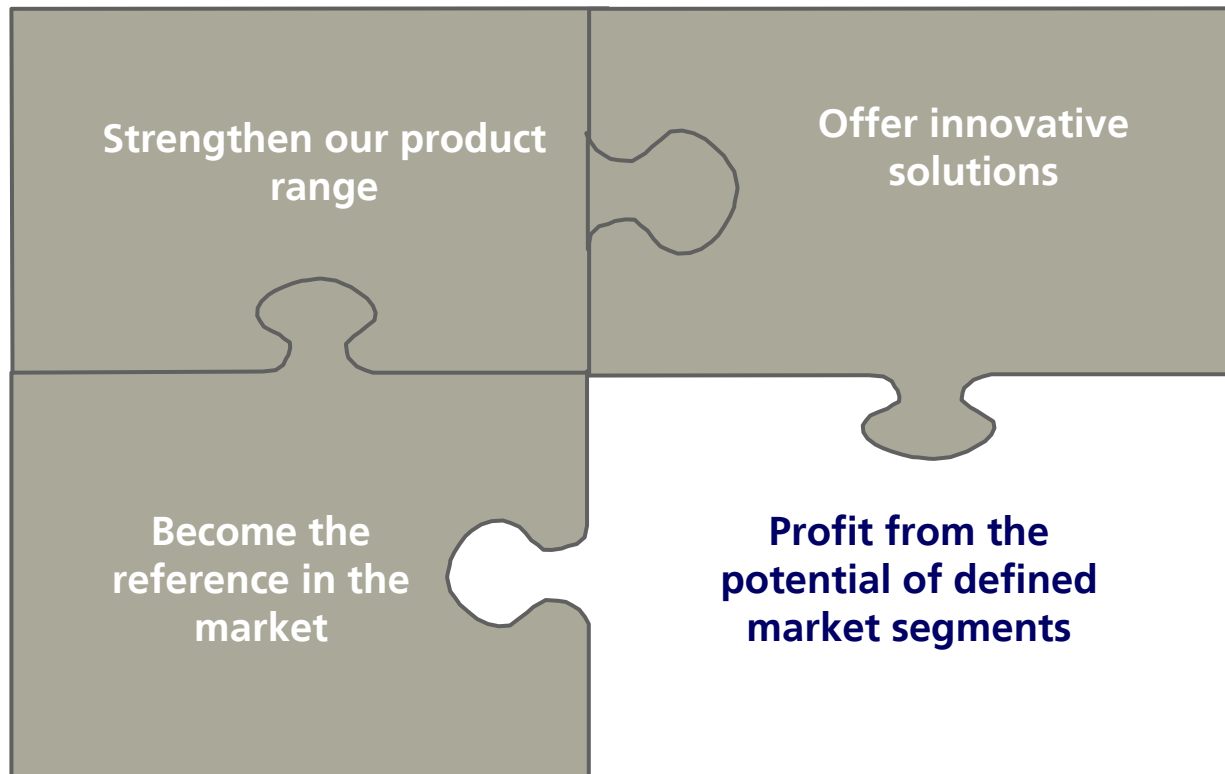 Strengthen our product
range
Offer innovative
solutions
Become the
reference in the
market
Profit from the
potential of defined
market segments